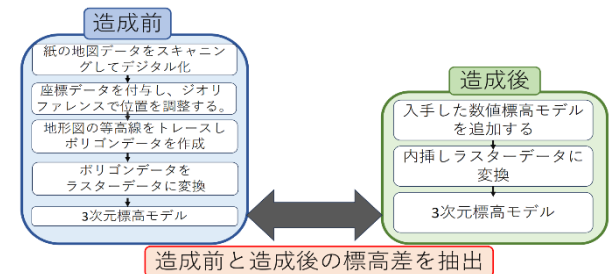 造成前
紙の地図データをスキャニ
ングしてデジタル化
座標データを付与し、ジオリ
ファレンスで位置を調整する。
地形図の等高線をトレースし
ポリゴンデータを作成
ポリゴンデータを
ラスターデータに変換
3次元標高モデル
造成後
入手した数値標高モデル
を追加する
内挿しラスターデータに
変換
3次元標高モデル
造成前と造成後の標高差を抽出